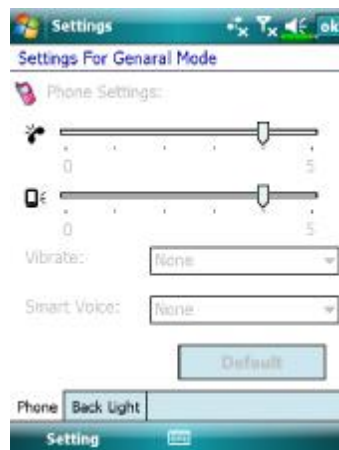 Settings
ok
Settings For Genaral Mode
Phone Settings:
0 5
0 5
Vibrate: None
Smart Voice: None
Default
Phone Back Light
Setting